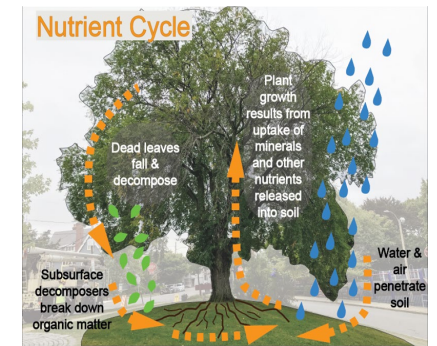 Nutrient Cycle
Dead leaves
fall &
decompose
Plant
growth
results from
uptake of
minerals
and other
nutrients
released
into soil
Subsurface
decomposers
break down
organic matter
Water &
air
penetrate
soil